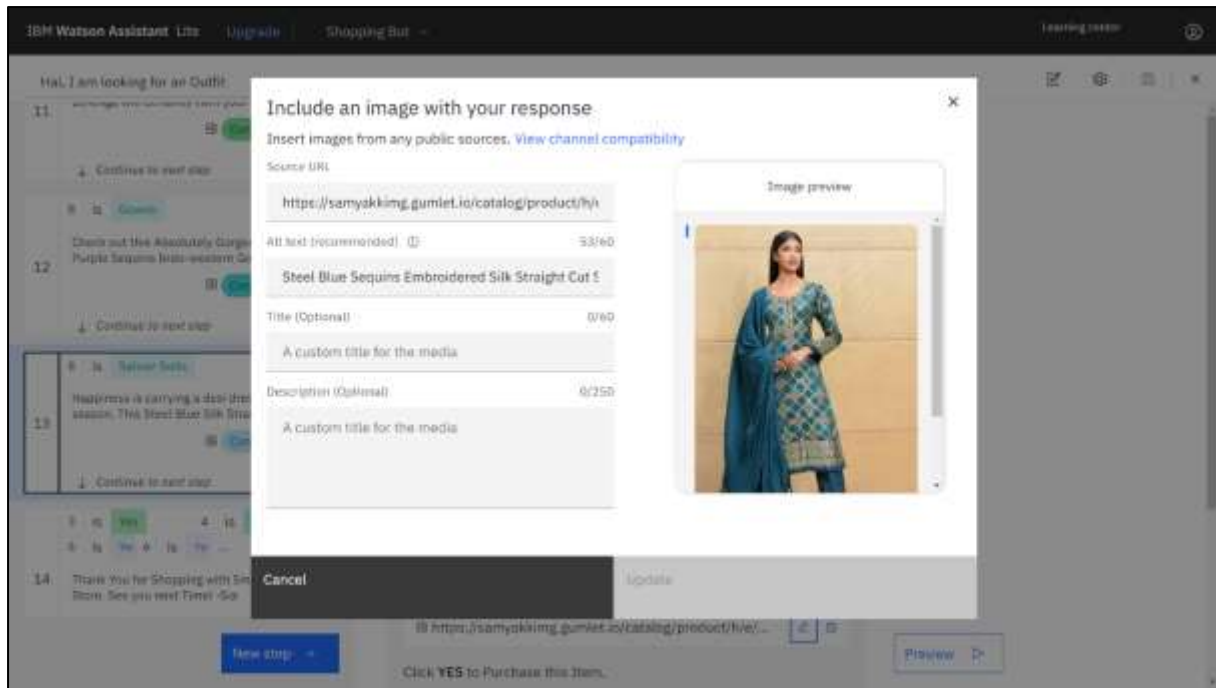 IBM Watson Assistant Lite Upgrade Shopping Bot Learning center
Hai, I am looking for an Outfit
11
Continue to next step
12
8 is Gowns
Check out this Absolutely Gorge
Purple Sequins Indo-western Go
Continue to next step
13
8 is Salwar Suits
Happiness is carrying a desi dre
season. This Steel Blue Silk Stra
Continue to next step
14
is Yes 4 is
Thank You for Shopping with
Store. See you next Time!
New step
Include an image with your response
Insert images from any public sources. View channel compatibility
Source URL
https://samyakkimg.gumlet.io/catalog/product/h/
Alt text (recommended) 53/60
Steel Blue Sequins Embroidered Silk Straight Cut S
Title (Optional) 0/60
A custom title for the media
Description (Optional) 0/250
A custom title for the media
Image preview
Cancel Update
https://samyakkimg.gumlet.io/catalog/product/h/e/...
Click YES to Purchase this Item.
Preview